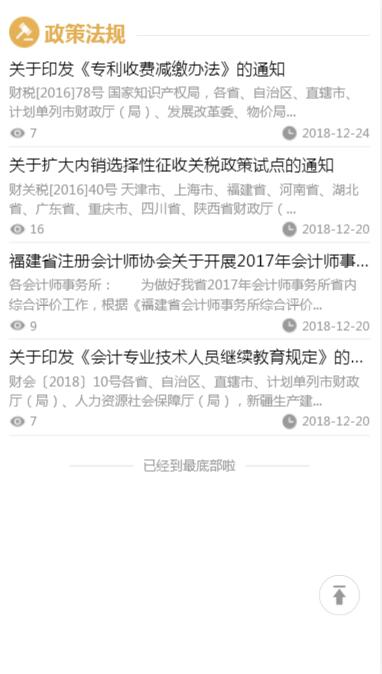 政策法规
关于印发《专利收费减缴办法》的通知
财税[2016]78号 国家知识产权局，各省、自治区、直辖市、
计划单列市财政厅（局）、发展改革委、物价局...
7 2018-12-24
关于扩大内销选择性征收关税政策试点的通知
财关税[2016]40号 天津市、上海市、福建省、河南省、湖北
省、广东省、重庆市、四川省、陕西省财政厅（ ...
16 2018-12-20
福建省注册会计师协会关于开展2017年会计师事...
各会计师事务所： 为做好我省2017年会计师事务所省内
综合评价工作，根据《福建省会计师事务所综合评价...
9 2018-12-20
关于印发《会计专业技术人员继续教育规定》的...
财会〔2018〕10号各省、自治区、直辖市、计划单列市财政
厅（局）、人力资源社会保障厅（局），新疆生产建...
7 2018-12-20
已经到最底部啦